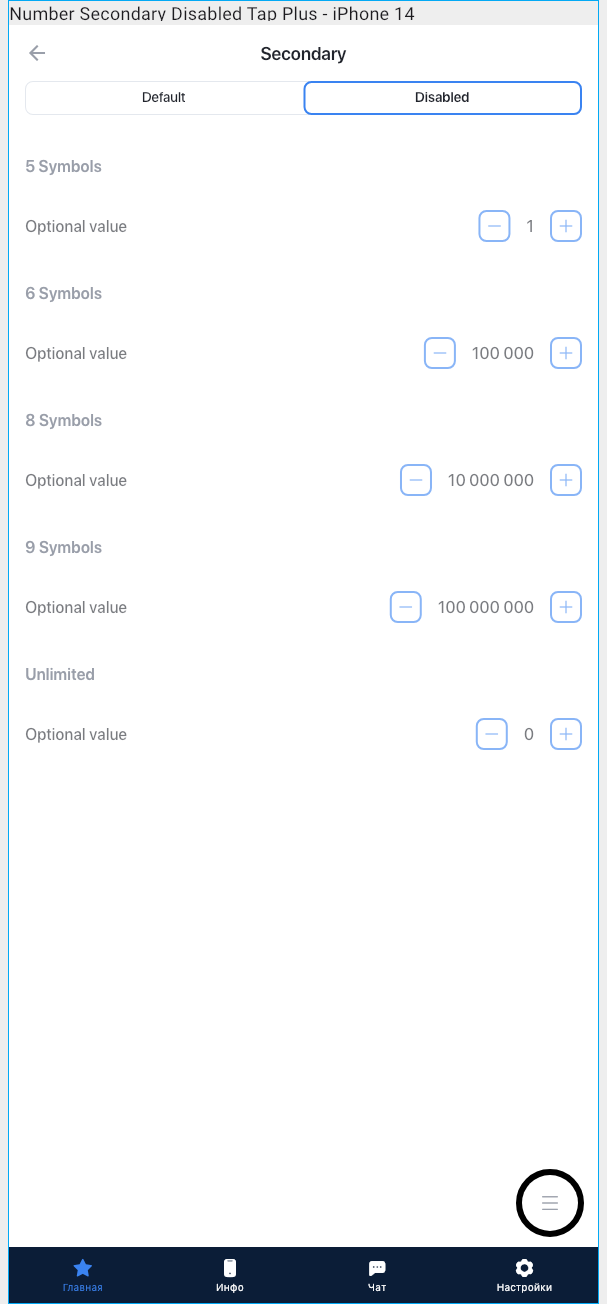 Number Secondary Disabled Tap Plus - iPhone 14
Secondary
Default Disabled
5 Symbols
Optional value 1
6 Symbols
Optional value 100 000
8 Symbols
Optional value 10 000 000
9 Symbols
Optional value 100 000 000
Unlimited
Optional value 0
Главная Инфо Чат Настройки